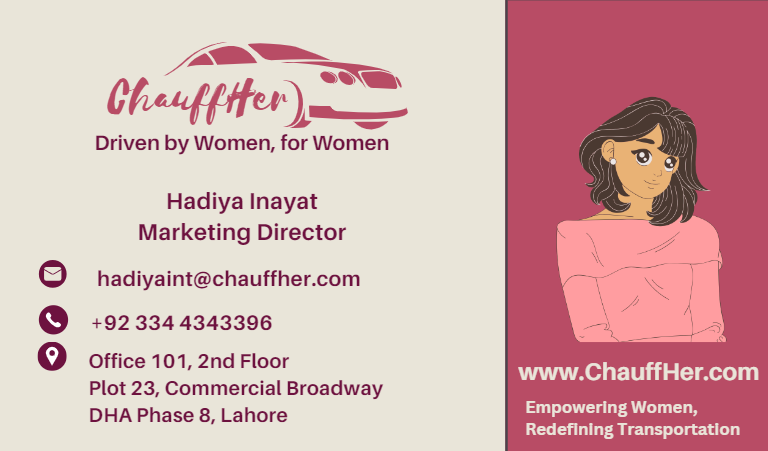 ChauffHer
Driven by Women, for Women
Hadiya Inayat
Marketing Director
hadiyaint@chauffher.com
+92 334 4343396
Office 101, 2nd Floor
Plot 23, Commercial Broadway
DHA Phase 8, Lahore
www.ChauffHer.com
Empowering Women,
Redefining Transportation